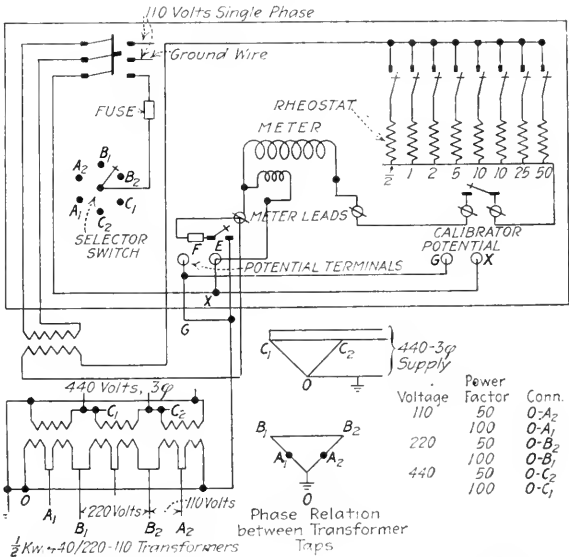 110 Volts Single Phase
Ground Wire
FUSE
RHEOSTAT
METER
1/2 1 2 5 10 10 25 50
B1
A2 B2
A1 C1
C2
SELECTOR
SWITCH
METER LEADS
F E
CALIBRATOR
POTENTIAL
G X
POTENTIAL TERMINALS
X
G
C1 C2
O
440-3φ
Supply
440 Volts, 3φ
C1 C2
O
A1 B1 220 Volts B2 A2 110 Volts
1/2 Kw. 440/220-110 Transformers
B1 B2
A1 A2
O
Phase Relation
between Transformer
Taps
Voltage Power Factor Conn.
110 50 O-A2
100 O-A1
220 50 O-B2
100 O-B1
440 50 O-C2
100 O-C1